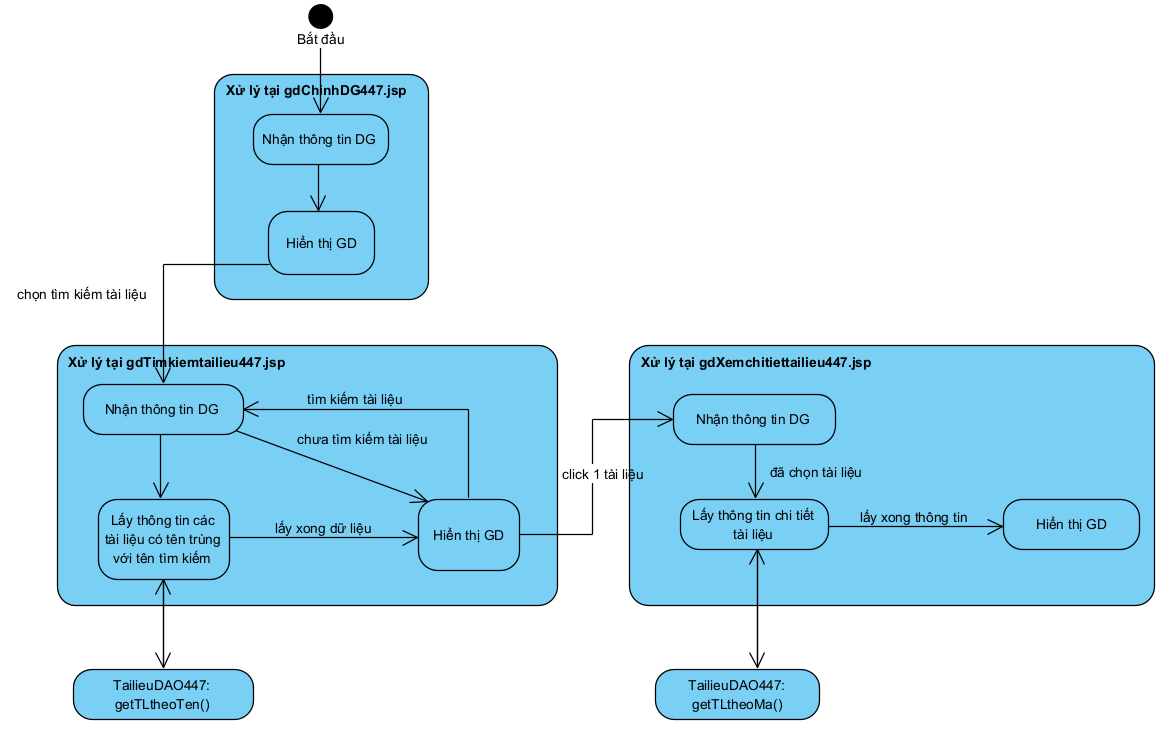 Bắt đầu
Xử lý tại gdChinhDG447.jsp
Nhận thông tin DG
Hiển thị GD
chọn tìm kiếm tài liệu
Xử lý tại gdTimkiemtailieu447.jsp
Nhận thông tin DG
tìm kiếm tài liệu
chưa tìm kiếm tài liệu
Lấy thông tin các
tài liệu có tên trùng
với tên tìm kiếm
lấy xong dữ liệu
Hiển thị GD
click 1 tài liệu
TailieuDAO447:
getTLtheoTen()
Xử lý tại gdXemchitiettailieu447.jsp
Nhận thông tin DG
đã chọn tài liệu
Lấy thông tin chi tiết
tài liệu
lấy xong thông tin
Hiển thị GD
TailieuDAO447:
getTLtheoMa()